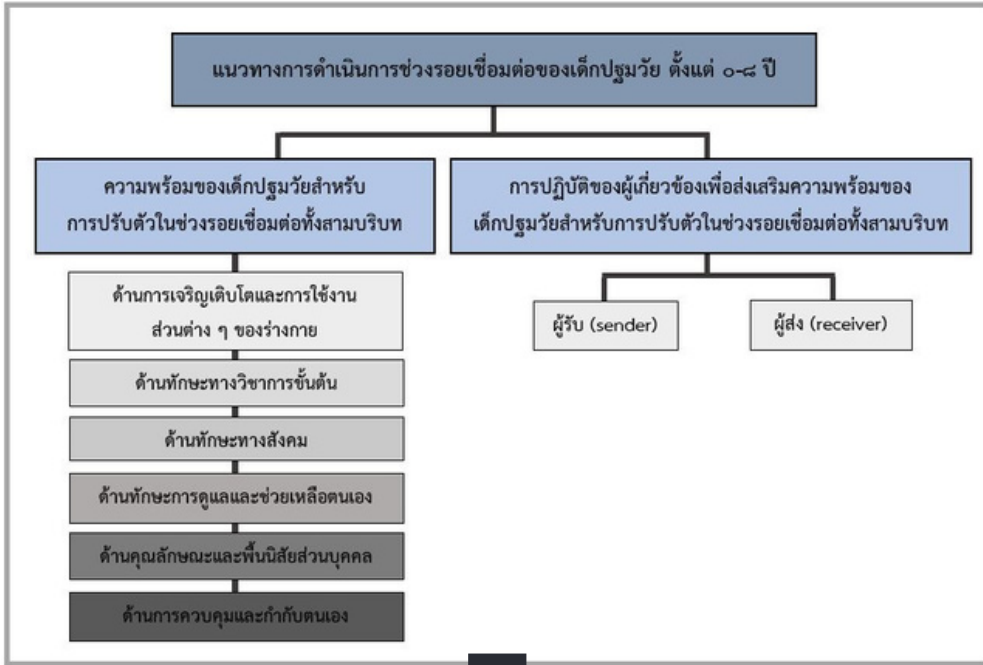 แนวทางการดำเนินการช่วงรอยเชื่อมต่อของเด็กปฐมวัย ตั้งแต่ ๐-๘ ปี
ความพร้อมของเด็กปฐมวัยสำหรับ
การปรับตัวในช่วงรอยเชื่อมต่อทั้งสามบริบท
การปฏิบัติของผู้เกี่ยวข้องเพื่อส่งเสริมความพร้อมของ
เด็กปฐมวัยสำหรับการปรับตัวในช่วงรอยเชื่อมต่อทั้งสามบริบท
ด้านการเจริญเติบโตและการใช้งาน
ส่วนต่าง ๆ ของร่างกาย
ด้านทักษะทางวิชาการขั้นต้น
ด้านทักษะทางสังคม
ด้านทักษะการดูแลและช่วยเหลือตนเอง
ด้านคุณลักษณะและพื้นนิสัยส่วนบุคคล
ด้านการควบคุมและกำกับตนเอง
ผู้รับ (sender)
ผู้ส่ง (receiver)